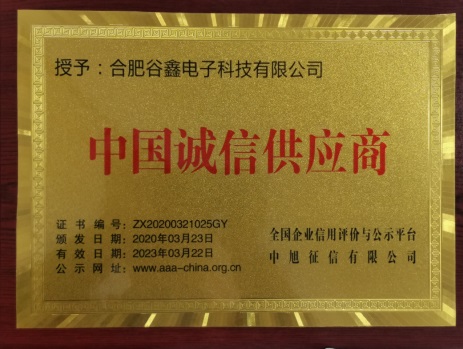 授予：合肥谷鑫电子科技有限公司
中国诚信供应商
证书编号：ZX20200321025GY
颁发日期：2020年03月23日
有效日期：2023年03月22日
公示网址：www.aaa-china.org.cn
全国企业信用评价与公示平台
中旭征信有限公司